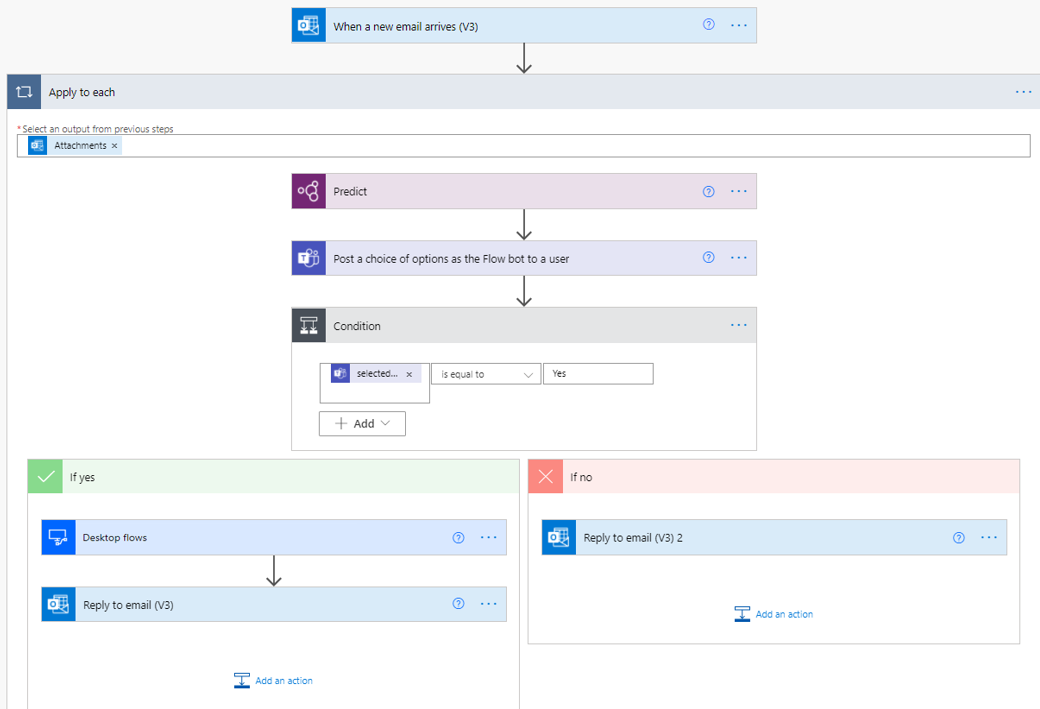 When a new email arrives (V3)
Apply to each
* Select an output from previous steps
Attachments ×
Predict
Post a choice of options as the Flow bot to a user
Condition
selected... × is equal to Yes
+ Add
If yes
If no
Desktop flows
Reply to email (V3) 2
Reply to email (V3)
Add an action
Add an action